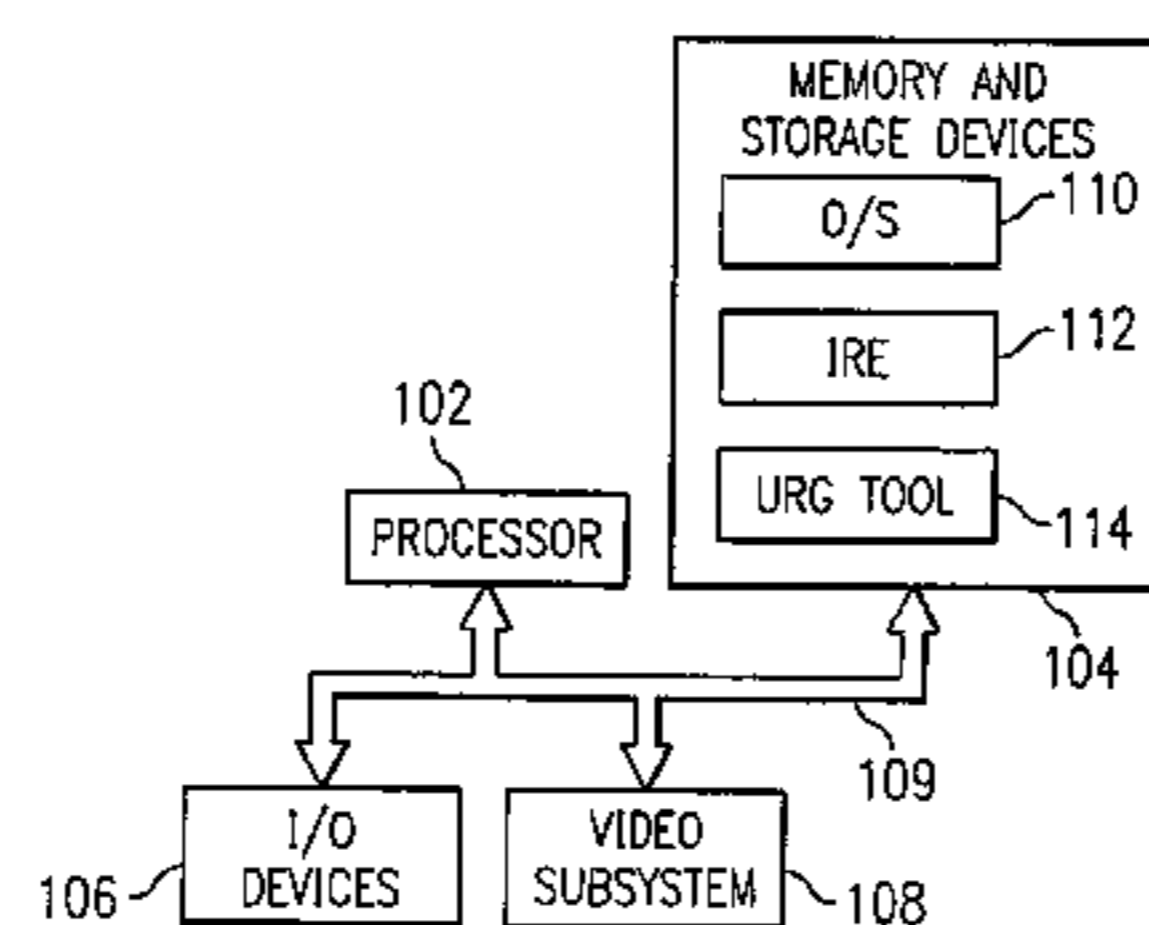 MEMORY AND
STORAGE DEVICES
O/S
110
IRE
112
102
URG TOOL
114
PROCESSOR
104
109
I/O
DEVICES
106
VIDEO
SUBSYSTEM
108